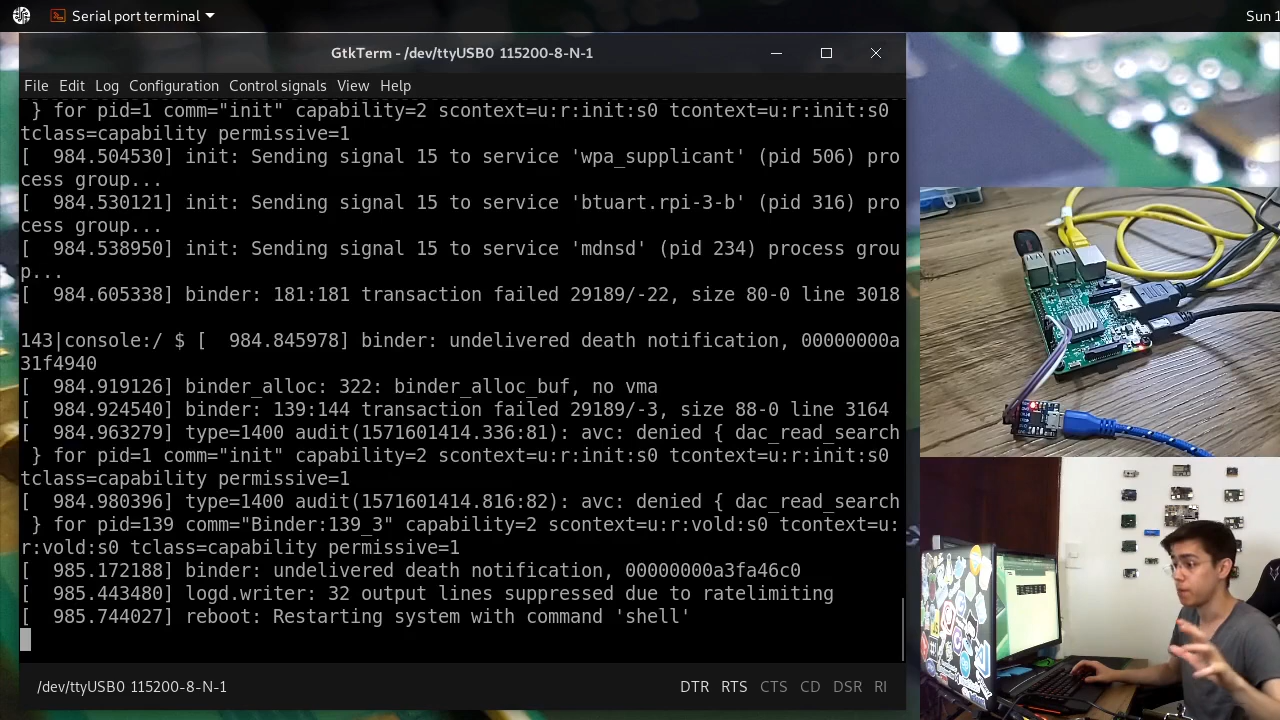 Serial port terminal
Sun 1
GtkTerm - /dev/ttyUSB0 115200-8-N-1
File Edit Log Configuration Control signals View Help
} for pid=1 comm="init" capability=2 scontext=u:r:init:s0 tcontext=u:r:init:s0
tclass=capability permissive=1
[  984.504530] init: Sending signal 15 to service 'wpa_supplicant' (pid 506) pro
cess group...
[  984.530121] init: Sending signal 15 to service 'btuart.rpi-3-b' (pid 316) pro
cess group...
[  984.538950] init: Sending signal 15 to service 'mdnsd' (pid 234) process grou
p...
[  984.605338] binder: 181:181 transaction failed 29189/-22, size 80-0 line 3018
143|console:/ $ [  984.845978] binder: undelivered death notification, 00000000a
31f4940
[  984.919126] binder_alloc: 322: binder_alloc_buf, no vma
[  984.924540] binder: 139:144 transaction failed 29189/-3, size 88-0 line 3164
[  984.963279] type=1400 audit(1571601414.336:81): avc: denied { dac_read_search
} for pid=1 comm="init" capability=2 scontext=u:r:init:s0 tcontext=u:r:init:s0
tclass=capability permissive=1
[  984.980396] type=1400 audit(1571601414.816:82): avc: denied { dac_read_search
} for pid=139 comm="Binder:139_3" capability=2 scontext=u:r:vold:s0 tcontext=u:
r:vold:s0 tclass=capability permissive=1
[  985.172188] binder: undelivered death notification, 00000000a3fa46c0
[  985.443480] logd.writer: 32 output lines suppressed due to ratelimiting
[  985.744027] reboot: Restarting system with command 'shell'
/dev/ttyUSB0 115200-8-N-1
DTR RTS CTS CD DSR RI